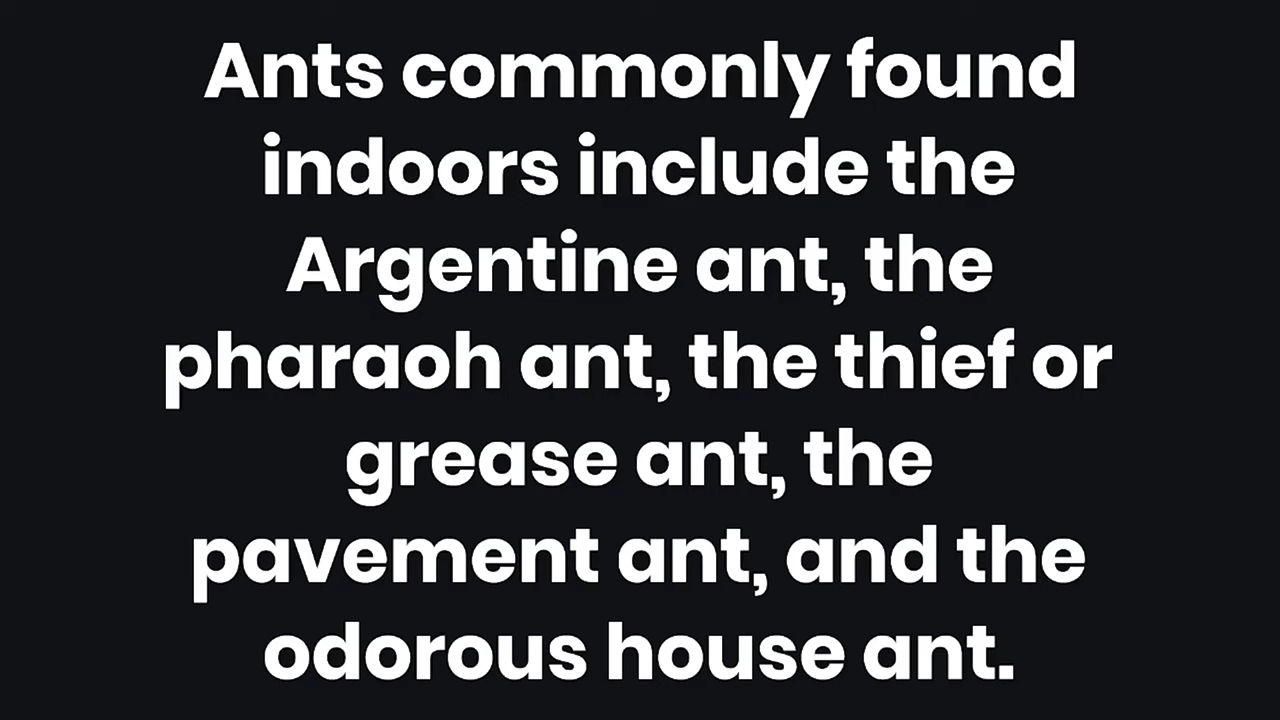 Ants commonly found
indoors include the
Argentine ant, the
pharaoh ant, the thief or
grease ant, the
pavement ant, and the
odorous house ant.